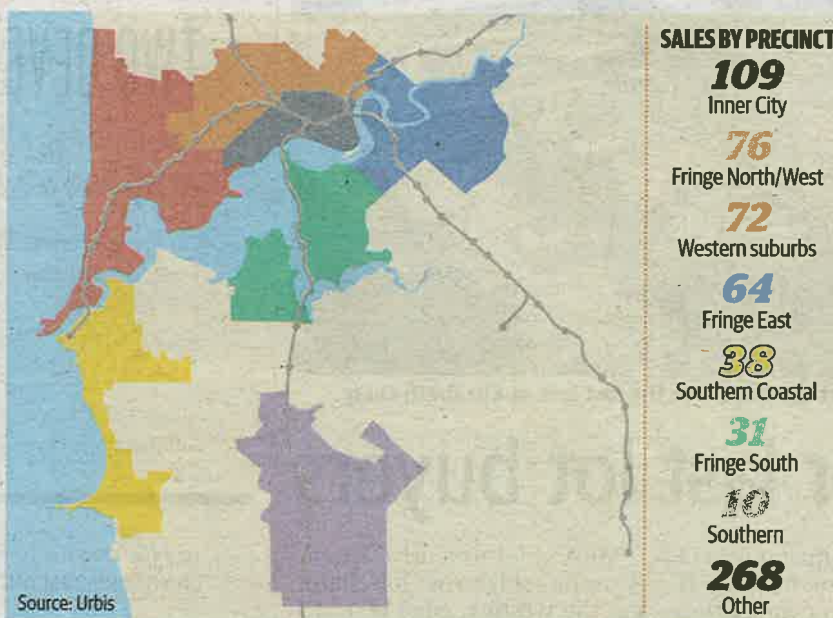 SALES BY PRECINCT
109
Inner City
76
Fringe North/West
72
Western suburbs
64
Fringe East
38
Southern Coastal
31
Fringe South
10
Southern
268
Other
Source: Urbis